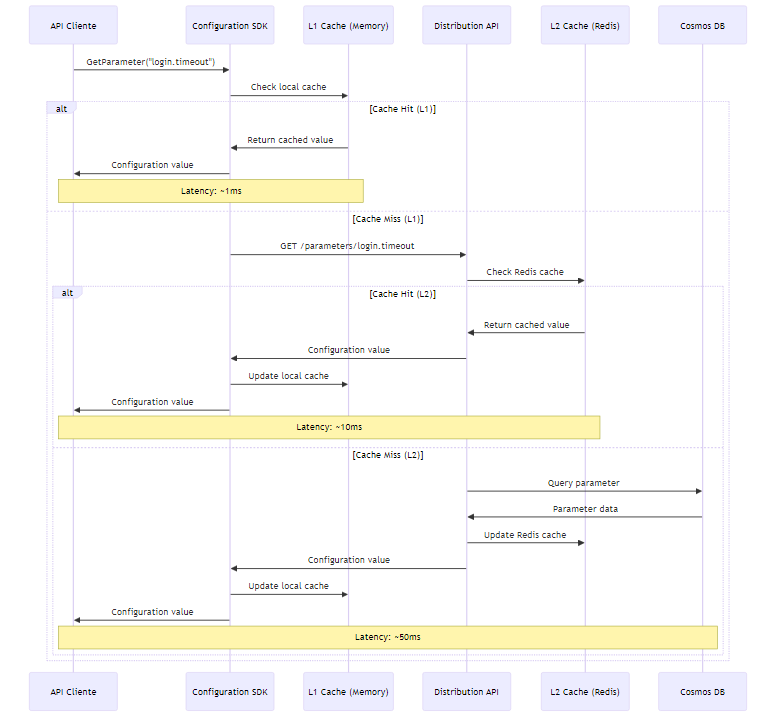 API Cliente
Configuration SDK
L1 Cache (Memory)
Distribution API
L2 Cache (Redis)
Cosmos DB
GetParameter("login.timeout")
Check local cache
alt
[Cache Hit (L1)]
Return cached value
Configuration value
Latency: ~1ms
[Cache Miss (L1)]
GET /parameters/login.timeout
Check Redis cache
alt
[Cache Hit (L2)]
Return cached value
Configuration value
Update local cache
Configuration value
Latency: ~10ms
[Cache Miss (L2)]
Query parameter
Parameter data
Update Redis cache
Configuration value
Update local cache
Configuration value
Latency: ~50ms
API Cliente
Configuration SDK
L1 Cache (Memory)
Distribution API
L2 Cache (Redis)
Cosmos DB